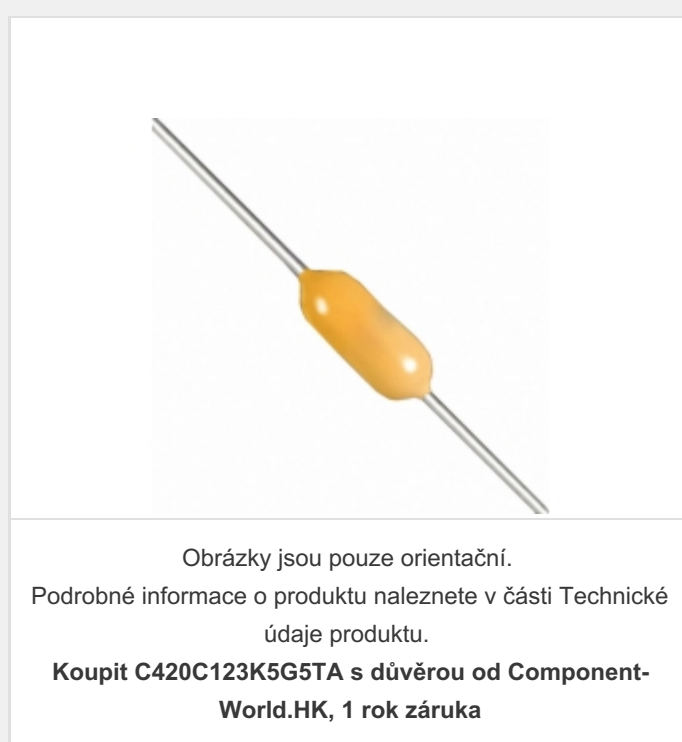 Obrázky jsou pouze orientační.
Podrobné informace o produktu naleznete v části Technické
údaje produktu.
Koupit C420C123K5G5TA s důvěrou od Component-
World.HK, 1 rok záruka